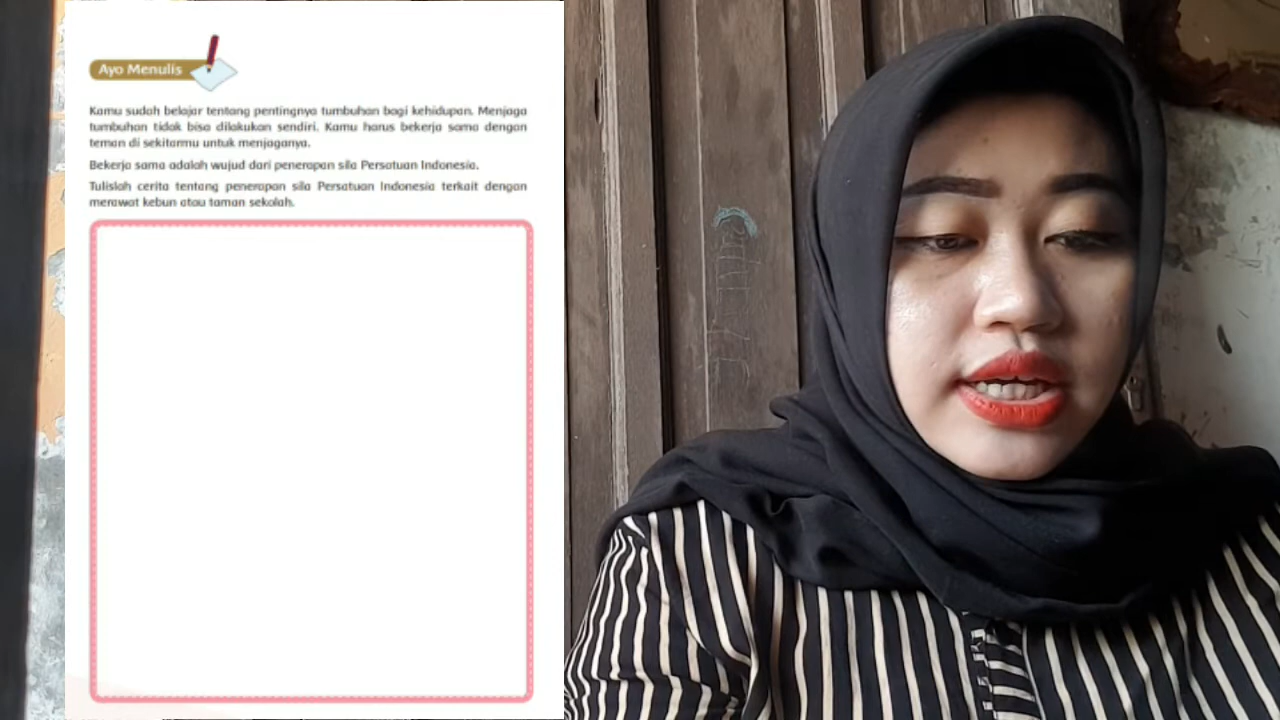 Ayo Menulis
Kamu sudah belajar tentang pentingnya tumbuhan bagi kehidupan. Menjaga
tumbuhan tidak bisa dilakukan sendiri. Kamu harus bekerja sama dengan
teman di sekitarmu untuk menjaganya.
Bekerja sama adalah wujud dari penerapan sila Persatuan Indonesia.
Tulislah cerita tentang penerapan sila Persatuan Indonesia terkait dengan
merawat kebun atau taman sekolah.